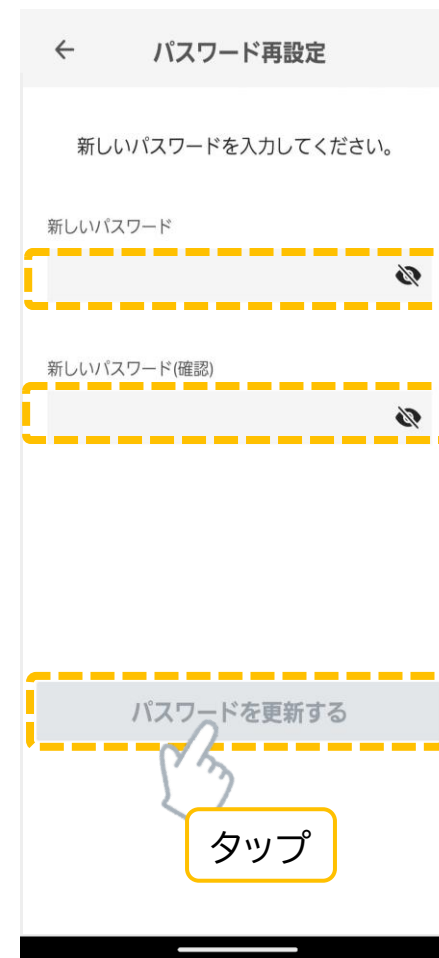 パスワード再設定
新しいパスワードを入力してください。
新しいパスワード
新しいパスワード(確認)
パスワードを更新する
タップ